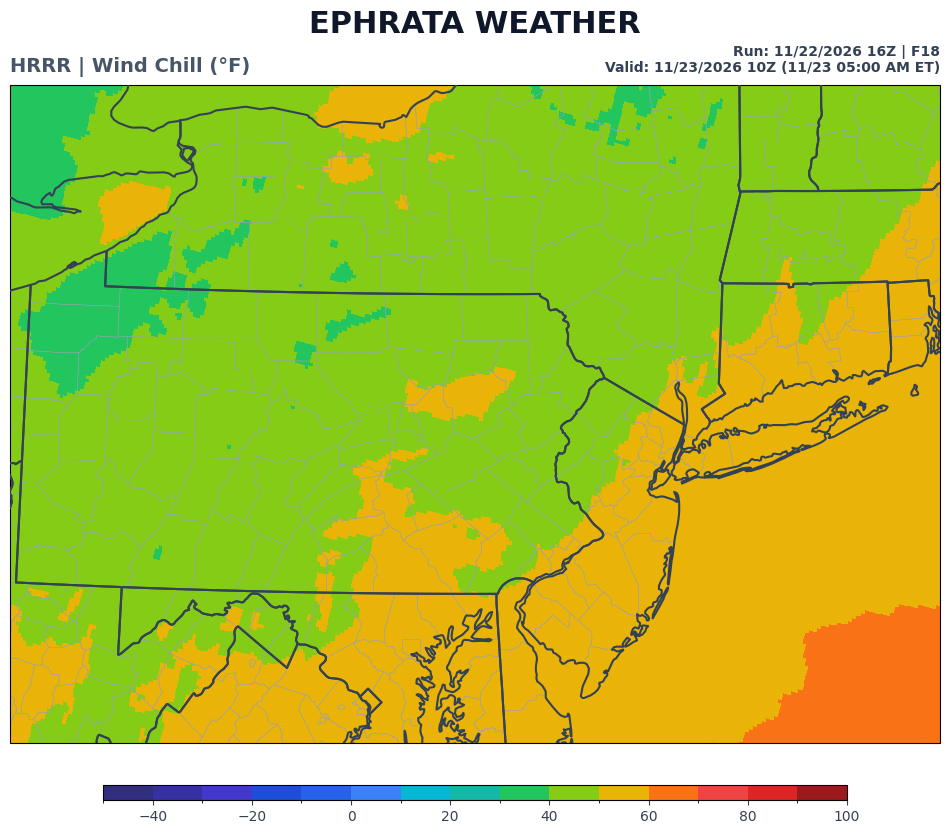 EPHRATA WEATHER
HRRR | Wind Chill (°F)
Run: 11/22/2026 16Z | F18
Valid: 11/23/2026 10Z (11/23 05:00 AM ET)
−40 −20 0 20 40 60 80 100